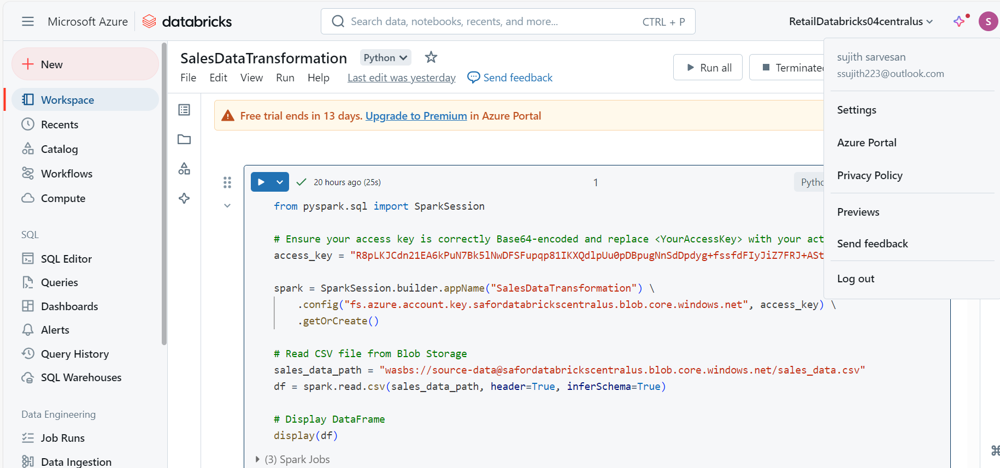 Microsoft Azure databricks
Search data, notebooks, recents, and more... CTRL + P
RetailDatabricks04centralus
S
New
Workspace
Recents
Catalog
Workflows
Compute
SQL
SQL Editor
Queries
Dashboards
Alerts
Query History
SQL Warehouses
Data Engineering
Job Runs
Data Ingestion
SalesDataTransformation Python
Run all
Terminated
File Edit View Run Help Last edit was yesterday Send feedback
Free trial ends in 13 days. Upgrade to Premium in Azure Portal
20 hours ago (25s) 1 Pytho
from pyspark.sql import SparkSession
# Ensure your access key is correctly Base64-encoded and replace <YourAccessKey> with your act
access_key = "R8pLKJCdn21EA6kPuN7Bk5lNwDFSFupqp81IKXQdlpUu0pDBpugNnSdDpdyg+fssfdFIyJiZ7FRJ+ASt
spark = SparkSession.builder.appName("SalesDataTransformation") \
.config("fs.azure.account.key.safordatabrickscentralus.blob.core.windows.net", access_key) \
.getOrCreate()
# Read CSV file from Blob Storage
sales_data_path = "wasbs://source-data@safordatabrickscentralus.blob.core.windows.net/sales_data.csv"
df = spark.read.csv(sales_data_path, header=True, inferSchema=True)
# Display DataFrame
display(df)
(3) Spark Jobs
sujith sarvesan
ssujith223@outlook.com
Settings
Azure Portal
Privacy Policy
Previews
Send feedback
Log out